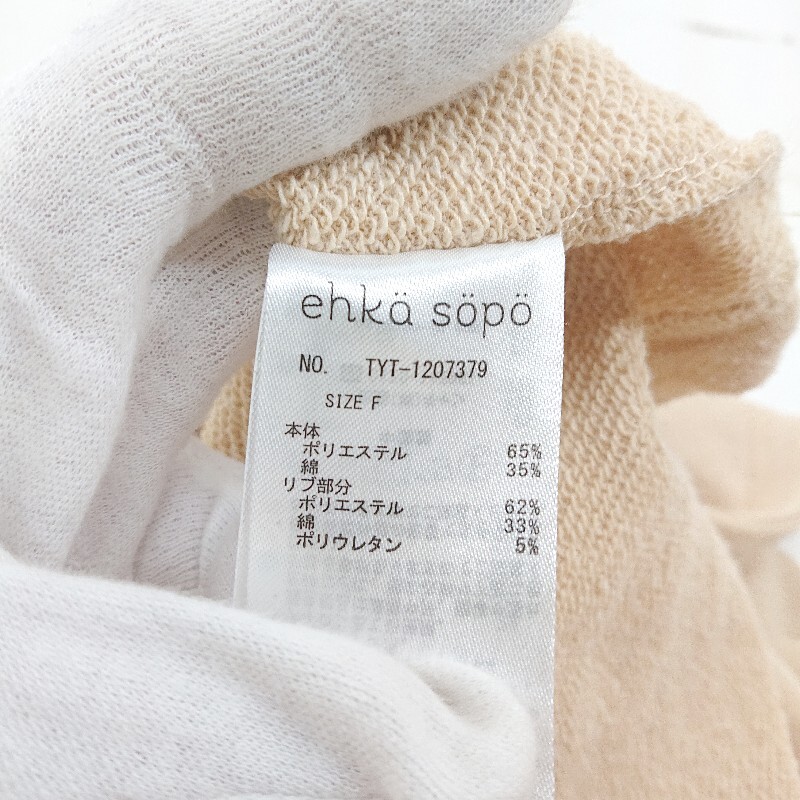 ehkä söpö
NO. TYT-1207379
SIZE F
本体
ポリエステル 65%
綿 35%
リブ部分
ポリエステル 62%
綿 33%
ポリウレタン 5%